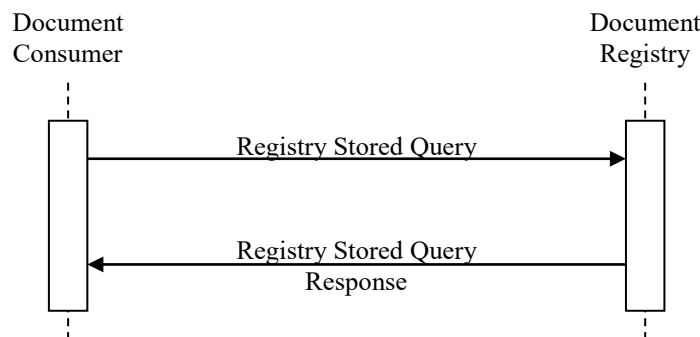 Document
Consumer
Document
Registry
Registry Stored Query
Registry Stored Query
Response